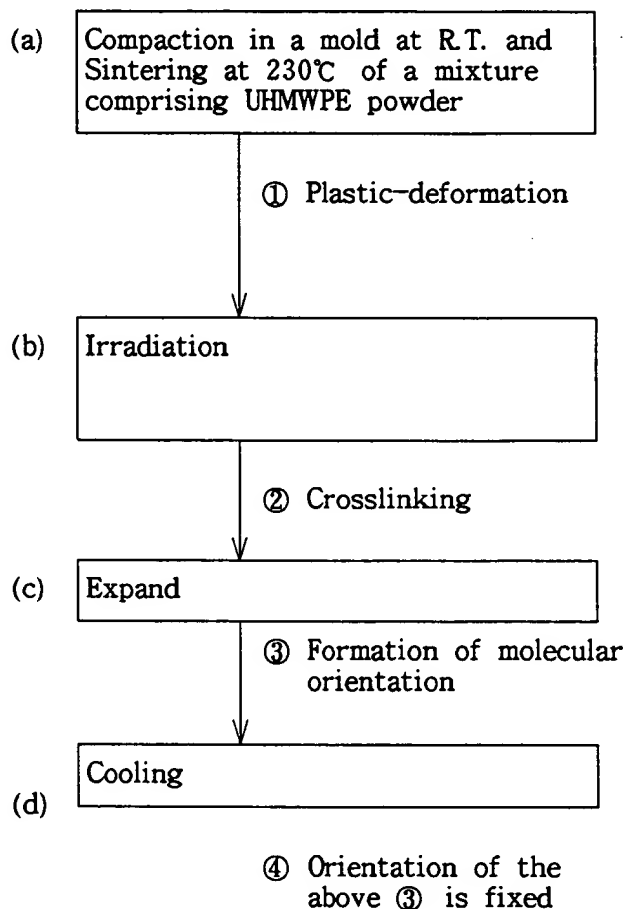 (a) Compaction in a mold at R.T. and
Sintering at 230℃ of a mixture
comprising UHMWPE powder
① Plastic-deformation
(b) Irradiation
② Crosslinking
(c) Expand
③ Formation of molecular
orientation
Cooling
(d)
④ Orientation of the
above ③ is fixed